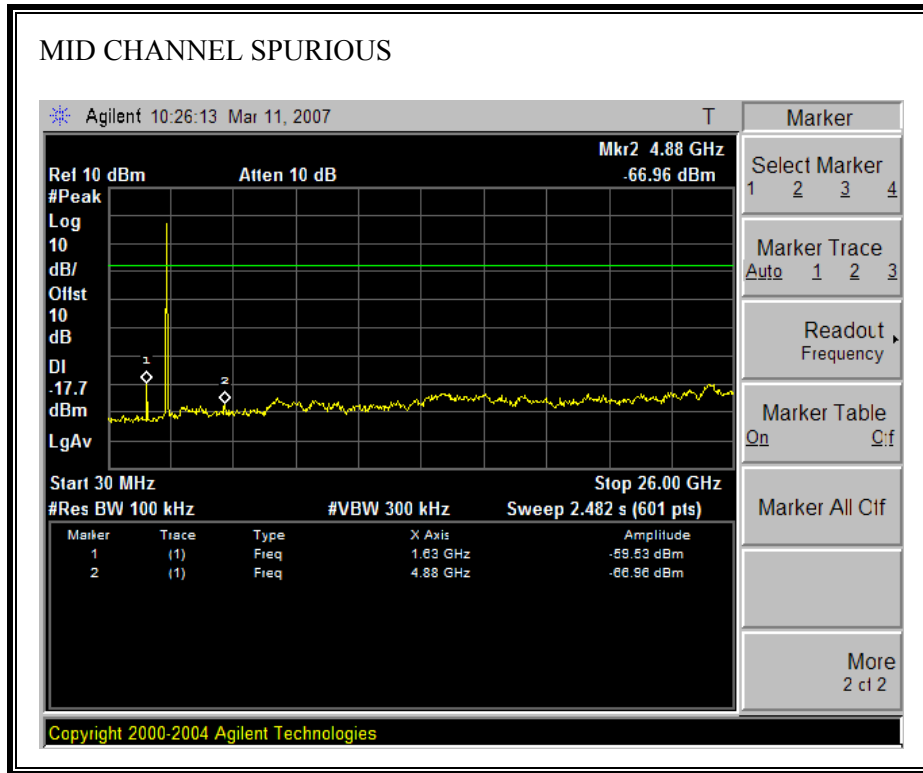 MID CHANNEL SPURIOUS
Agilent 10:26:13 Mar 11, 2007 T
Mkr2 4.88 GHz
Ref 10 dBm Atten 10 dB -66.96 dBm
#Peak
Log
10
dB/
Offst
10
dB
DI
-17.7
dBm
LgAv
1
2
Start 30 MHz Stop 26.00 GHz
#Res BW 100 kHz #VBW 300 kHz Sweep 2.482 s (601 pts)
Marker Trace Type X Axis Amplitude
1 (1) Freq 1.63 GHz -59.53 dBm
2 (1) Freq 4.88 GHz -66.96 dBm
Copyright 2000-2004 Agilent Technologies
Marker
Select Marker
1 2 3 4
Marker Trace
Auto 1 2 3
Readout
Frequency
Marker Table
On Off
Marker All Off
More
2 of 2